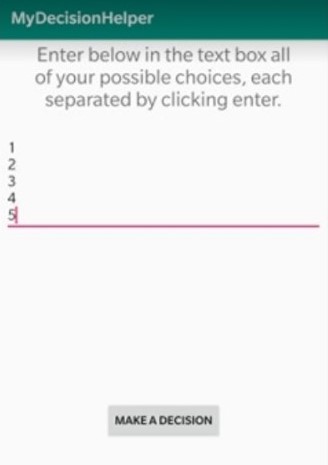 MyDecisionHelper
Enter below in the text box all
of your possible choices, each
separated by clicking enter.
1
2
3
4
5
MAKE A DECISION